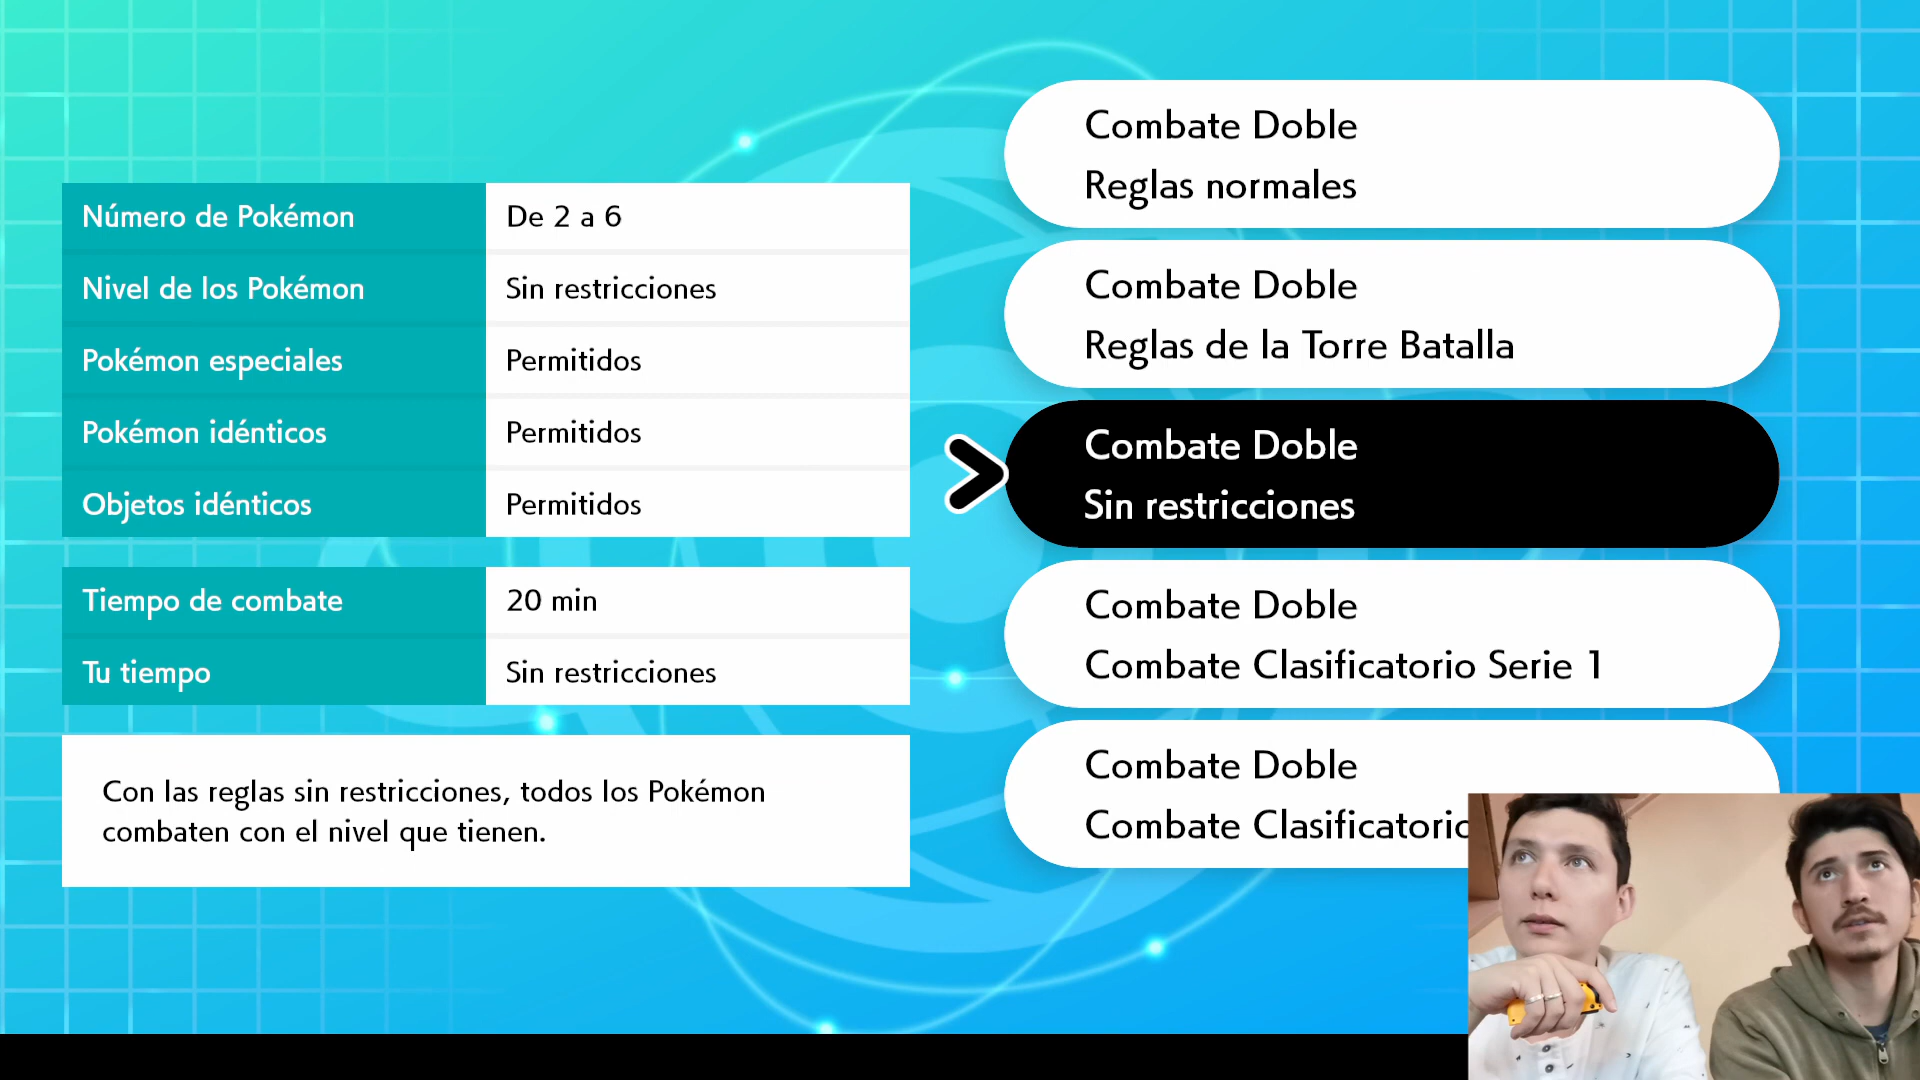 Número de Pokémon De 2 a 6
Nivel de los Pokémon Sin restricciones
Pokémon especiales Permitidos
Pokémon idénticos Permitidos
Objetos idénticos Permitidos
Tiempo de combate 20 min
Tu tiempo Sin restricciones
Con las reglas sin restricciones, todos los Pokémon
combaten con el nivel que tienen.
Combate Doble
Reglas normales
Combate Doble
Reglas de la Torre Batalla
Combate Doble
Sin restricciones
Combate Doble
Combate Clasificatorio Serie 1
Combate Doble
Combate Clasificatorio